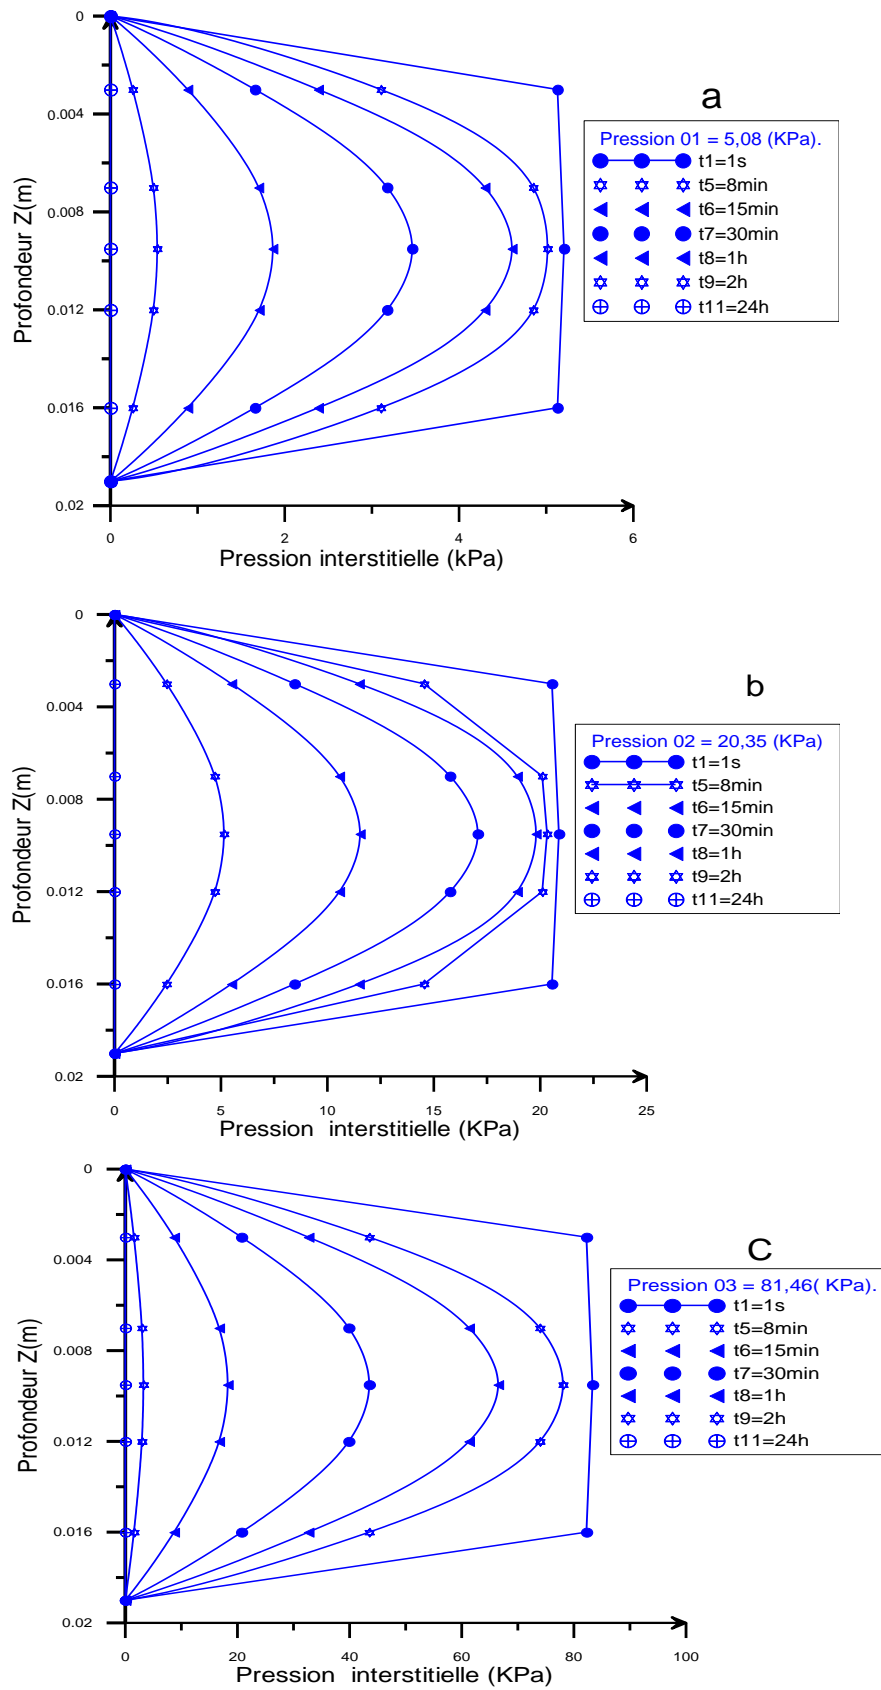 a
Pression 01 = 5,08 (KPa).
t1=1s
t5=8min
t6=15min
t7=30min
t8=1h
t9=2h
t11=24h
Profondeur Z(m)
0
0.004
0.008
0.012
0.016
0.02
0 2 4 6
Pression interstitielle (kPa)
b
Pression 02 = 20,35 (KPa)
t1=1s
t5=8min
t6=15min
t7=30min
t8=1h
t9=2h
t11=24h
Profondeur Z(m)
0
0.004
0.008
0.012
0.016
0.02
0 5 10 15 20 25
Pression interstitielle (KPa)
C
Pression 03 = 81,46( KPa).
t1=1s
t5=8min
t6=15min
t7=30min
t8=1h
t9=2h
t11=24h
Profondeur Z(m)
0
0.004
0.008
0.012
0.016
0.02
0 20 40 60 80 100
Pression interstitielle (KPa)